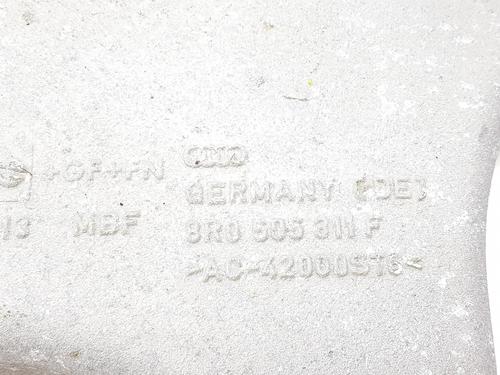 +GF+FN
GERMANY (DE)
13 MBF 8R0 505 311 F
>AC-42000ST6<